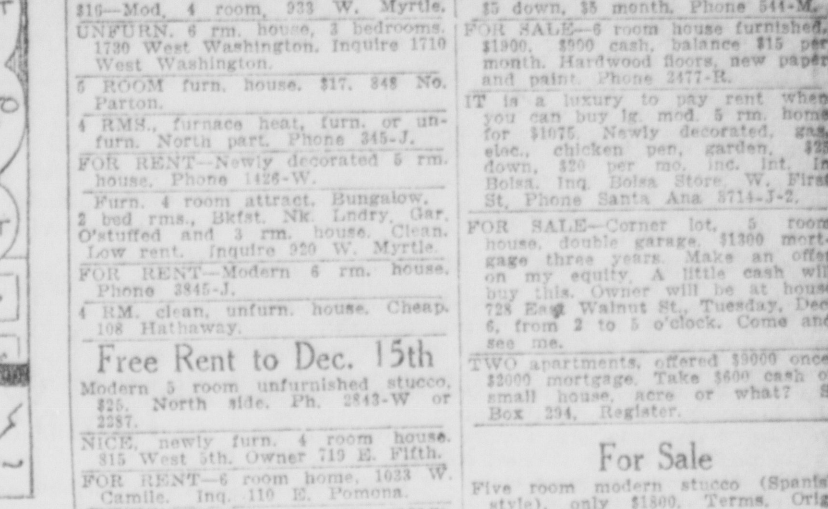 $16—Mod. 4 room, 933 W. Myrtle.
UNFURN. 6 rm. house, 3 bedrooms.
1730 West Washington. Inquire 1710
West Washington.
5 ROOM furn. house. $17. 848 No.
Parton.
4 RMS., furnace heat, furn. or un-
furn. North part. Phone 345-J.
FOR RENT—Newly decorated 5 rm.
house. Phone 1426-W.
Furn. 4 room attract. Bungalow.
2 bed rms., Bkfst. Nk. Lndry. Gar.
O'stuffed and 3 rm. house. Clean.
Low rent. Inquire 920 W. Myrtle.
FOR RENT—Modern 6 rm. house.
Phone 3845-J.
4 RM. clean, unfurn. house. Cheap.
108 Hathaway.
Free Rent to Dec. 15th
Modern 5 room unfurnished stucco,
$25. North side. Ph. 2843-W or
2287.
NICE, newly furn. 4 room house.
815 West 5th. Owner 719 E. Fifth.
FOR RENT—6 room home, 1033 W.
Camile. Inq. 110 E. Pomona.
$5 down, $5 month. Phone 544-M.
FOR SALE—6 room house furnished,
$1900. $900 cash, balance $15 per
month. Hardwood floors, new paper
and paint. Phone 2477-R.
IT is a luxury to pay rent when
you can buy lg. mod. 5 rm. home
for $1075. Newly decorated, gas,
elec., chicken pen, garden. $25
down, $20 per mo. inc. Int. In
Bolsa. Inq. Bolsa Store, W. First
St. Phone Santa Ana 8714-J-2.
FOR SALE—Corner lot, 5 room
house, double garage. $1300 mort-
gage three years. Make an offer
on my equity. A little cash will
buy this. Owner will be at house
728 East Walnut St., Tuesday, Dec.
6, from 2 to 5 o'clock. Come and
see me.
TWO apartments, offered $9000 once
$2000 mortgage. Take $600 cash o
small house, acre or what? S
Box 294, Register.
For Sale
Five room modern stucco (Spanis
style), only $1800. Terms. Orig